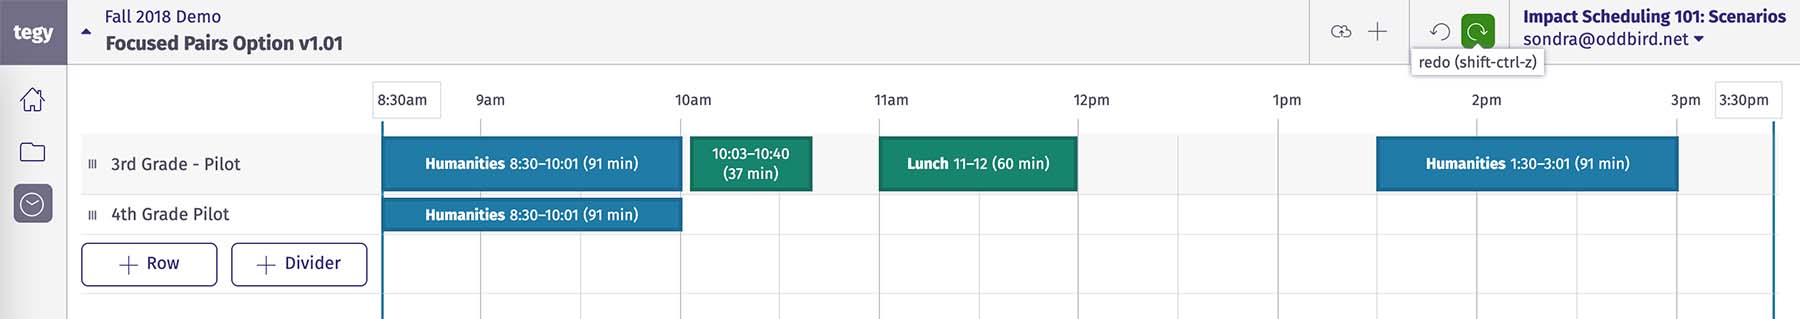 tegy
Fall 2018 Demo
Focused Pairs Option v1.01
Impact Scheduling 101: Scenarios
sondra@oddbird.net
redo (shift-ctrl-z)
8:30am 9am 10am 11am 12pm 1pm 2pm 3pm 3:30pm
3rd Grade - Pilot
Humanities 8:30–10:01 (91 min)
10:03–10:40
(37 min)
Lunch 11–12 (60 min)
Humanities 1:30–3:01 (91 min)
4th Grade Pilot
Humanities 8:30–10:01 (91 min)
Row
Divider